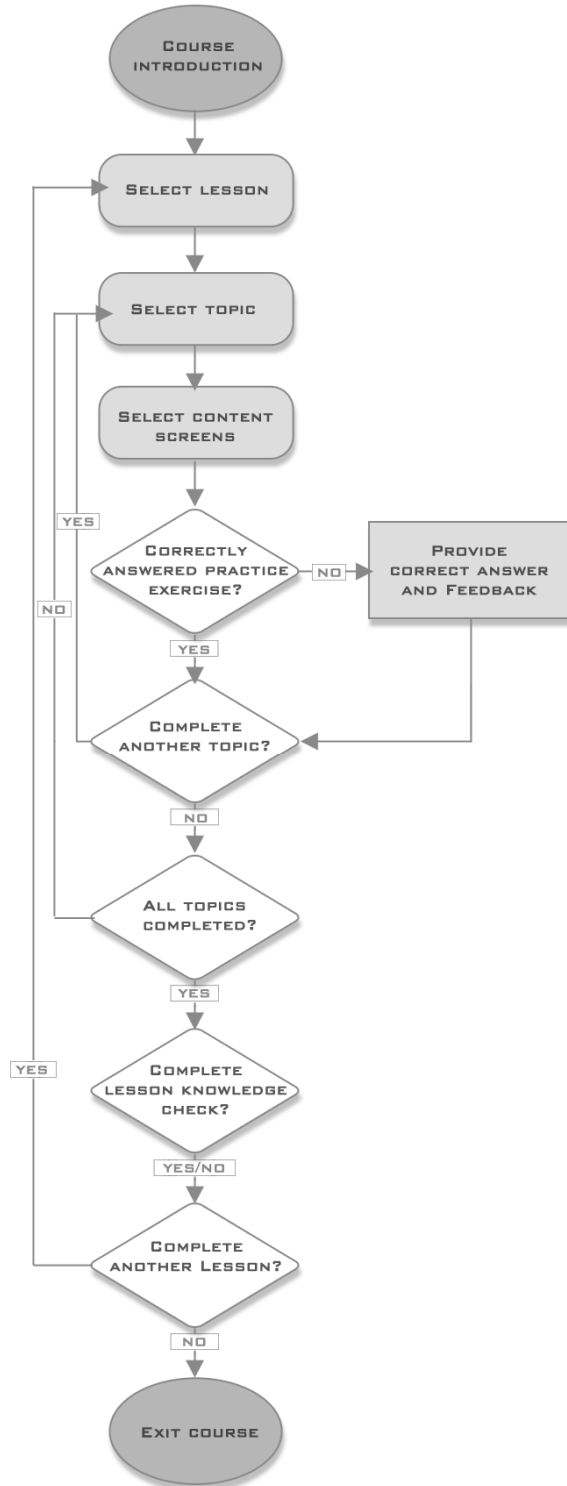 COURSE
INTRODUCTION
SELECT LESSON
SELECT TOPIC
SELECT CONTENT
SCREENS
YES
CORRECTLY
ANSWERED PRACTICE
EXERCISE?
NO
PROVIDE
CORRECT ANSWER
AND FEEDBACK
NO
YES
COMPLETE
ANOTHER TOPIC?
NO
ALL TOPICS
COMPLETED?
YES
COMPLETE
LESSON KNOWLEDGE
CHECK?
YES
YES/NO
COMPLETE
ANOTHER LESSON?
NO
EXIT COURSE